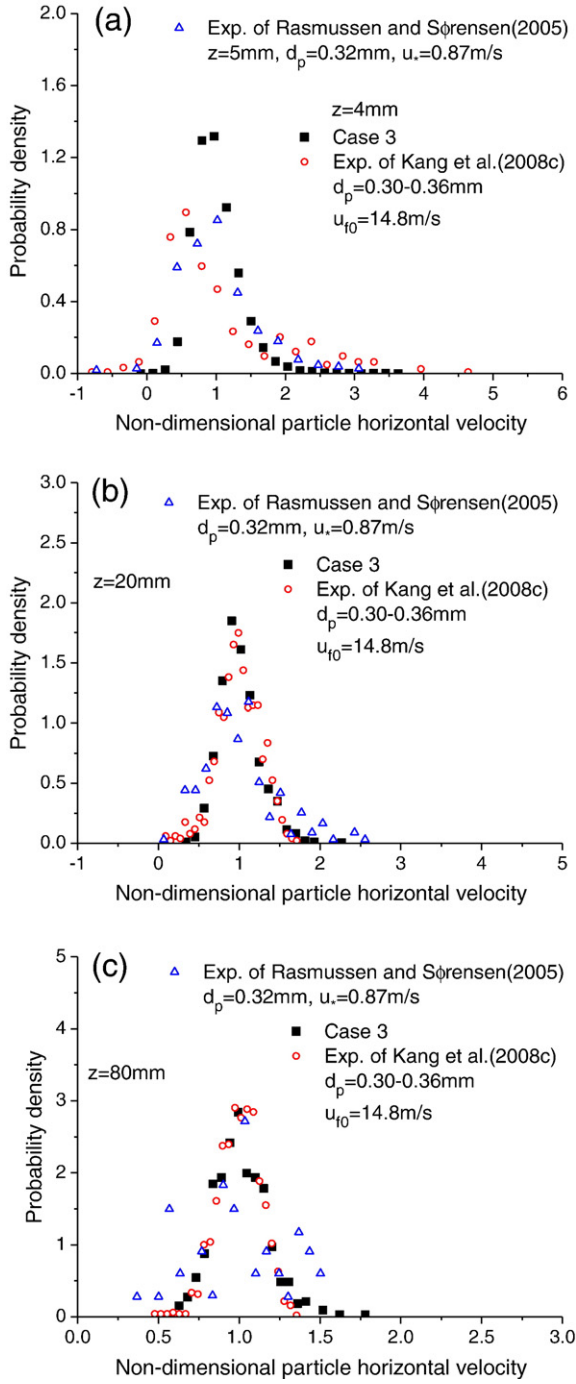 (a)
Exp. of Rasmussen and Sϕrensen(2005)
z=5mm, dp=0.32mm, u*=0.87m/s
z=4mm
Case 3
Exp. of Kang et al.(2008c)
dp=0.30-0.36mm
uf0=14.8m/s
Probability density
2.0
1.6
1.2
0.8
0.4
0.0
-1 0 1 2 3 4 5 6
Non-dimensional particle horizontal velocity
(b)
Exp. of Rasmussen and Sϕrensen(2005)
dp=0.32mm, u*=0.87m/s
z=20mm
Case 3
Exp. of Kang et al.(2008c)
dp=0.30-0.36mm
uf0=14.8m/s
Probability density
3.0
2.5
2.0
1.5
1.0
0.5
0.0
-1 0 1 2 3 4 5
Non-dimensional particle horizontal velocity
(c)
Exp. of Rasmussen and Sϕrensen(2005)
dp=0.32mm, u*=0.87m/s
z=80mm
Case 3
Exp. of Kang et al.(2008c)
dp=0.30-0.36mm
uf0=14.8m/s
Probability density
5
4
3
2
1
0
0.0 0.5 1.0 1.5 2.0 2.5 3.0
Non-dimensional particle horizontal velocity